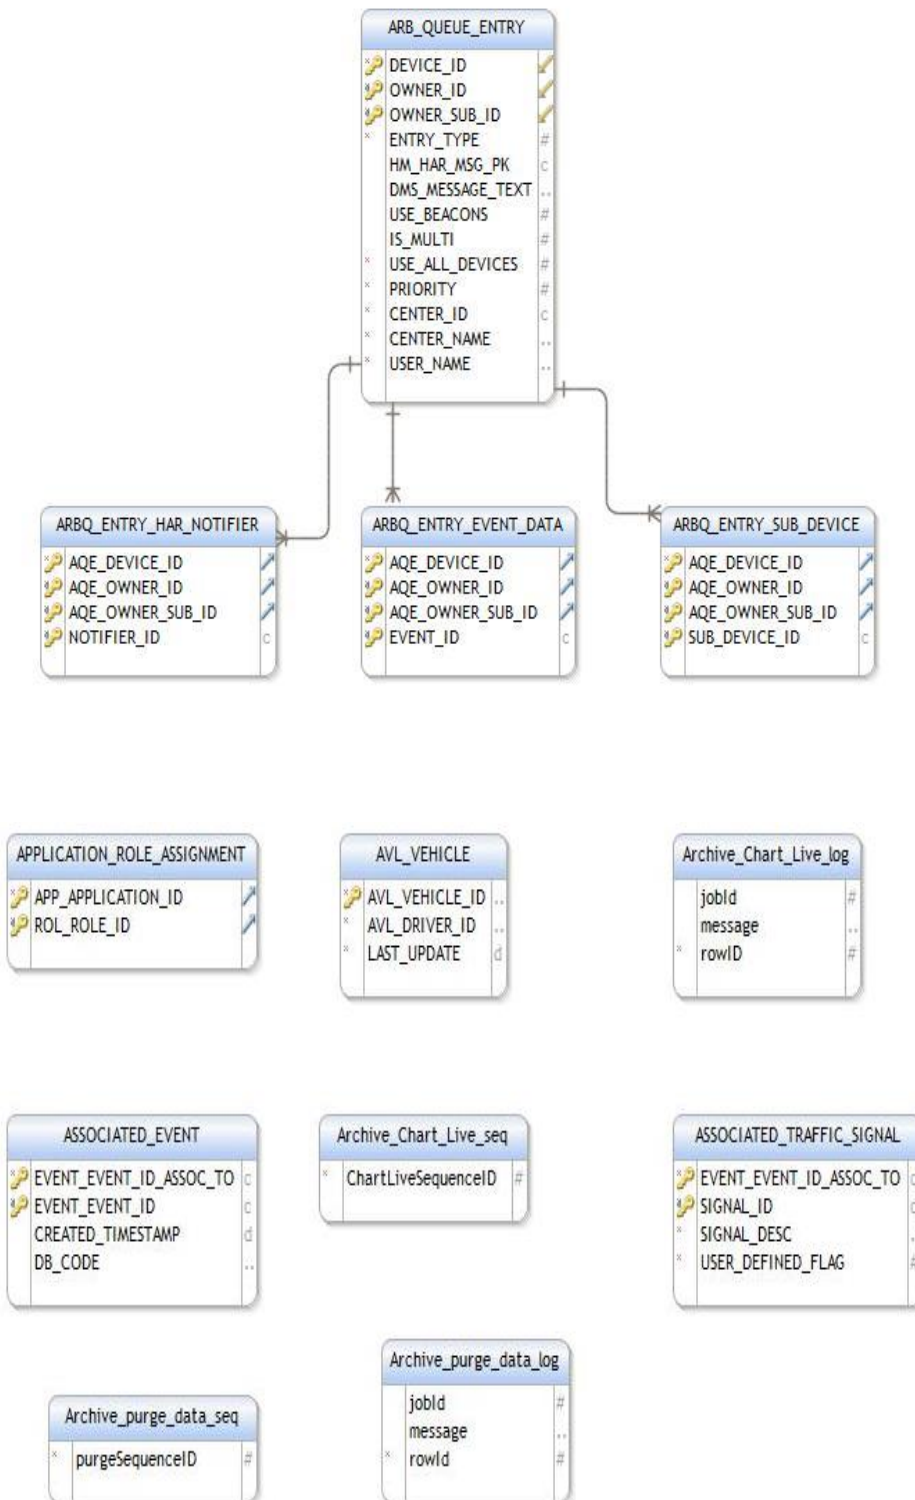 ARB_QUEUE_ENTRY
DEVICE_ID
OWNER_ID
OWNER_SUB_ID
ENTRY_TYPE #
HM_HAR_MSG_PK c
DMS_MESSAGE_TEXT ..
USE_BEACONS #
IS_MULTI #
USE_ALL_DEVICES #
PRIORITY #
CENTER_ID c
CENTER_NAME ..
USER_NAME ..
ARBQ_ENTRY_HAR_NOTIFIER
AQE_DEVICE_ID
AQE_OWNER_ID
AQE_OWNER_SUB_ID
NOTIFIER_ID c
ARBQ_ENTRY_EVENT_DATA
AQE_DEVICE_ID
AQE_OWNER_ID
AQE_OWNER_SUB_ID
EVENT_ID c
ARBQ_ENTRY_SUB_DEVICE
AQE_DEVICE_ID
AQE_OWNER_ID
AQE_OWNER_SUB_ID
SUB_DEVICE_ID c
APPLICATION_ROLE_ASSIGNMENT
APP_APPLICATION_ID
ROL_ROLE_ID
AVL_VEHICLE
AVL_VEHICLE_ID ..
AVL_DRIVER_ID ..
LAST_UPDATE d
Archive_Chart_Live_log
jobId #
message ..
rowID #
ASSOCIATED_EVENT
EVENT_EVENT_ID_ASSOC_TO c
EVENT_EVENT_ID c
CREATED_TIMESTAMP d
DB_CODE ..
Archive_Chart_Live_seq
ChartLiveSequenceID #
ASSOCIATED_TRAFFIC_SIGNAL
EVENT_EVENT_ID_ASSOC_TO
SIGNAL_ID
SIGNAL_DESC
USER_DEFINED_FLAG
Archive_purge_data_seq
purgeSequenceID #
Archive_purge_data_log
jobId #
message ..
rowId #